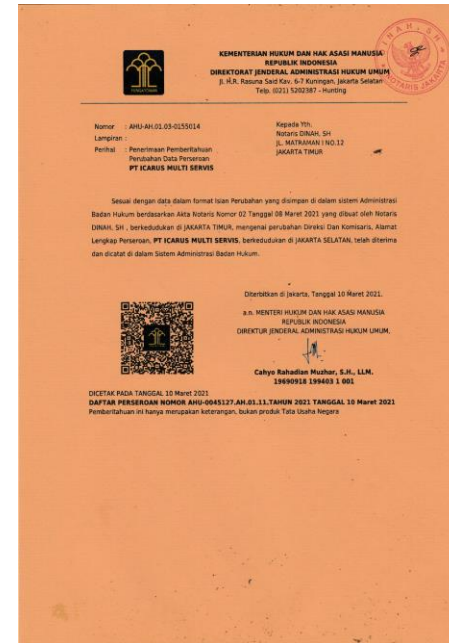 KEMENTERIAN HUKUM DAN HAK ASASI MANUSIA
REPUBLIK INDONESIA
DIREKTORAT JENDERAL ADMINISTRASI HUKUM UMUM
Jl. H.R. Rasuna Said Kav. 6-7 Kuningan, Jakarta Selatan
Telp. (021) 5202387 - Hunting
PENGAYOMAN
DINAH, SH
NOTARIS JAKARTA
Nomor : AHU-AH.01.03-0155014
Lampiran :
Perihal : Penerimaan Pemberitahuan
Perubahan Data Perseroan
PT ICARUS MULTI SERVIS
Kepada Yth.
Notaris DINAH, SH
JL. MATRAMAN I NO.12
JAKARTA TIMUR
Sesuai dengan data dalam format Isian Perubahan yang disimpan di dalam sistem Administrasi
Badan Hukum berdasarkan Akta Notaris Nomor 02 Tanggal 08 Maret 2021 yang dibuat oleh Notaris
DINAH, SH , berkedudukan di JAKARTA TIMUR, mengenai perubahan Direksi Dan Komisaris, Alamat
Lengkap Perseroan, PT ICARUS MULTI SERVIS, berkedudukan di JAKARTA SELATAN, telah diterima
dan dicatat di dalam Sistem Administrasi Badan Hukum.
Diterbitkan di Jakarta, Tanggal 10 Maret 2021.
a.n. MENTERI HUKUM DAN HAK ASASI MANUSIA
REPUBLIK INDONESIA
DIREKTUR JENDERAL ADMINISTRASI HUKUM UMUM,
Cahyo Rahadian Muzhar, S.H., LLM.
19690918 199403 1 001
DICETAK PADA TANGGAL 10 Maret 2021
DAFTAR PERSEROAN NOMOR AHU-0045127.AH.01.11.TAHUN 2021 TANGGAL 10 Maret 2021
Pemberitahuan ini hanya merupakan keterangan, bukan produk Tata Usaha Negara